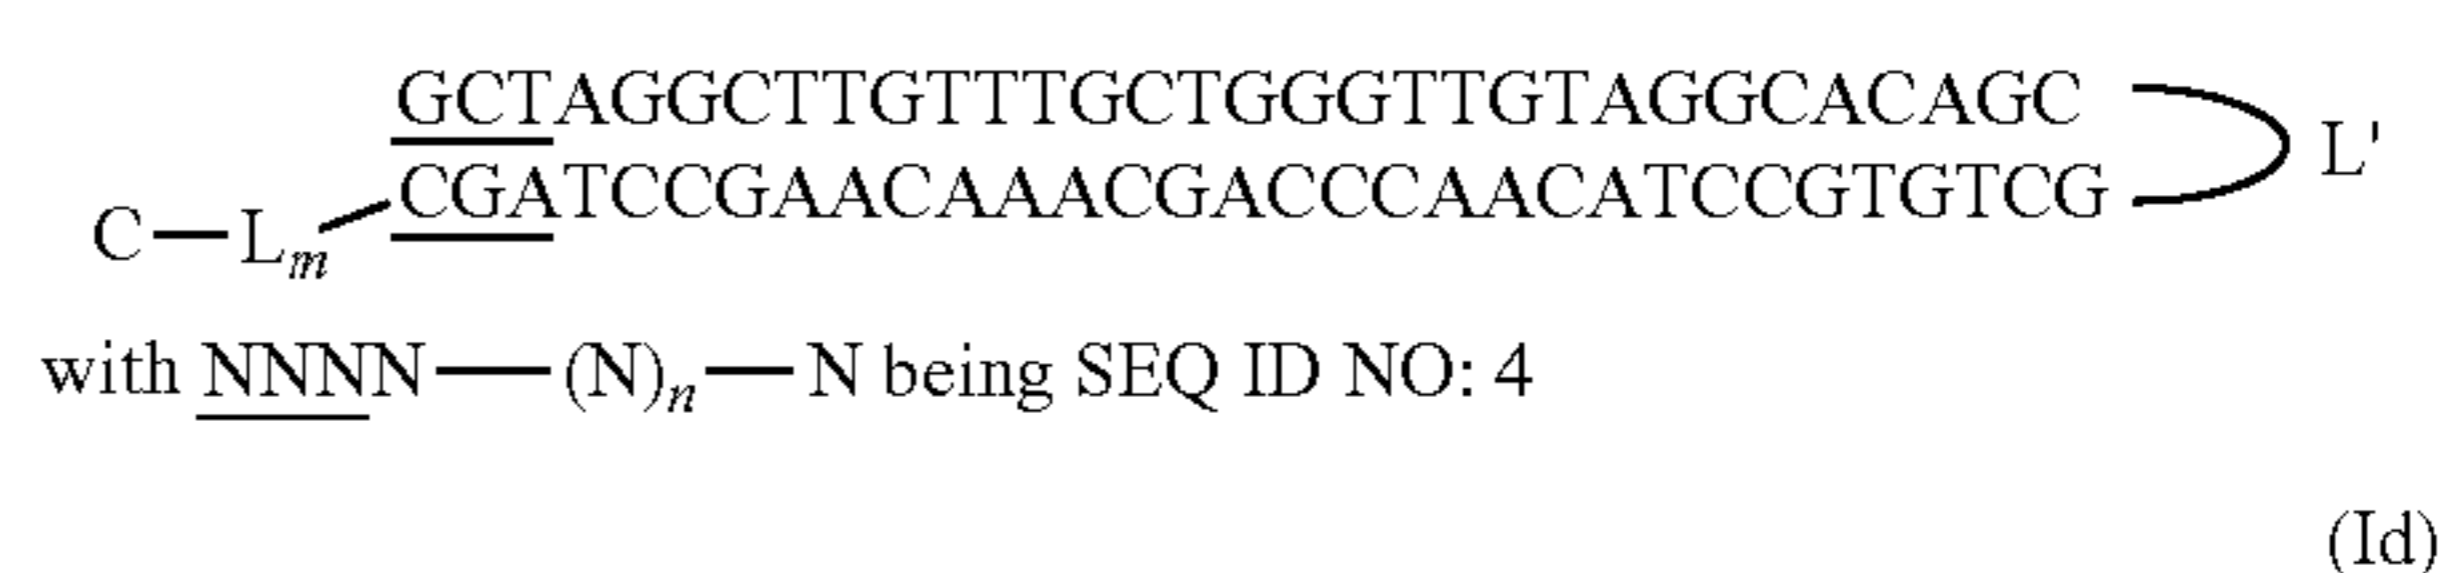 GCTAGGCTTGTTTGCTGGGTTGTAGGCACAGC
L'
CGATCCGAACAAACGACCCAACATCCGTGTCG
C—Lm
with NNNN—(N)n—N being SEQ ID NO: 4
(Id)